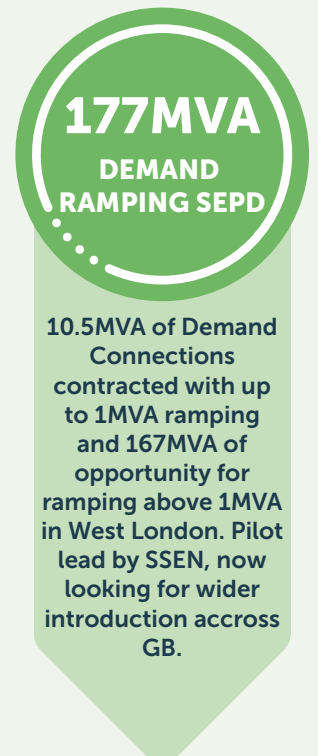 177MVA
DEMAND
RAMPING SEPD
10.5MVA of Demand
Connections
contracted with up
to 1MVA ramping
and 167MVA of
opportunity for
ramping above 1MVA
in West London. Pilot
lead by SSEN, now
looking for wider
introduction accross
GB.